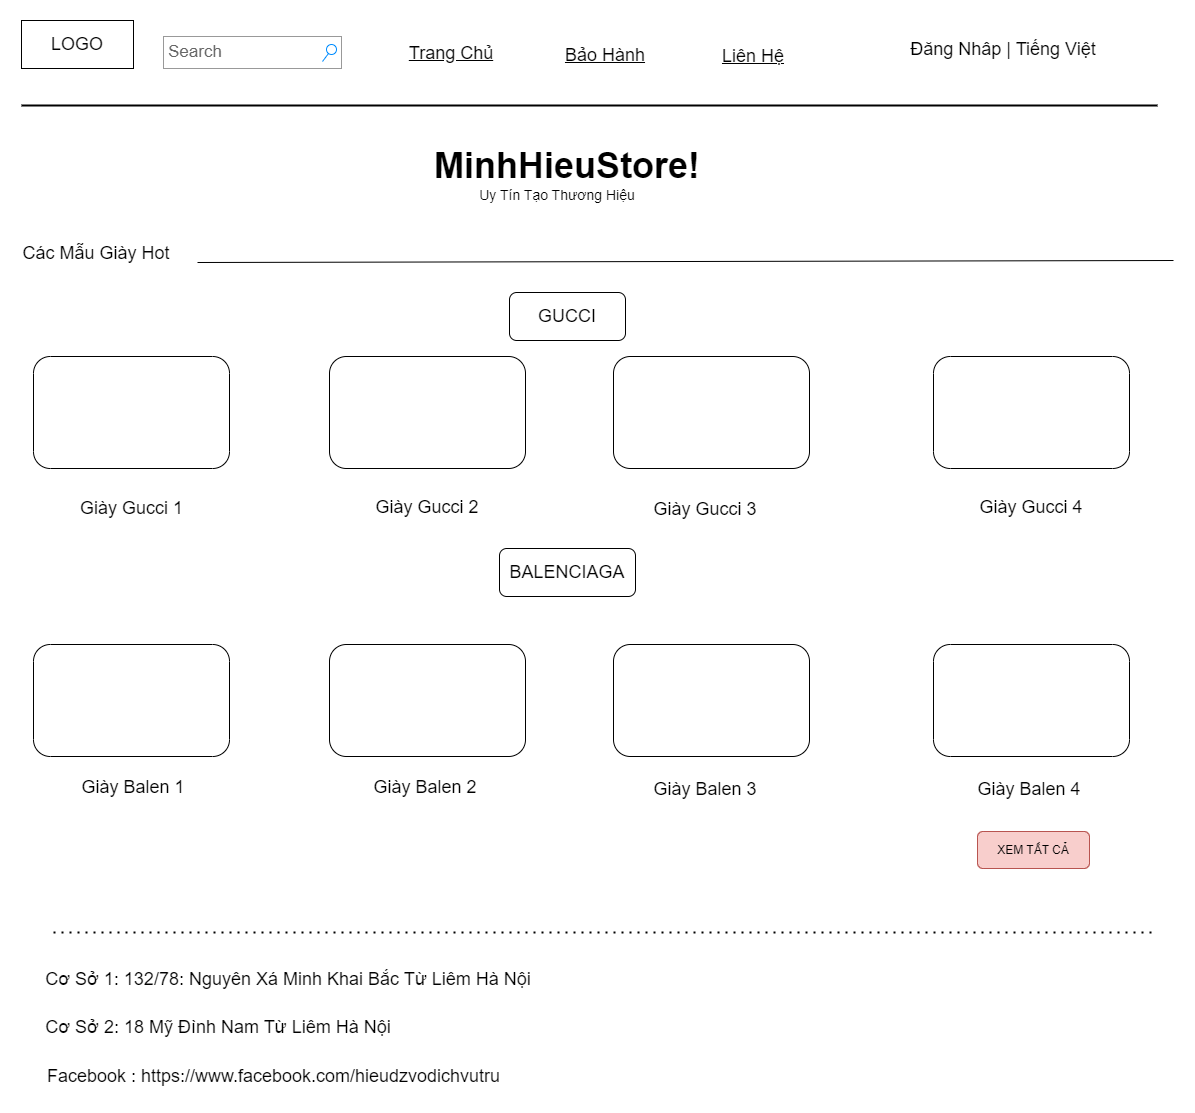 LOGO
Search
Trang Chủ
Bảo Hành
Liên Hệ
Đăng Nhâp | Tiếng Việt
MinhHieuStore!
Uy Tín Tạo Thương Hiệu
Các Mẫu Giày Hot
GUCCI
Giày Gucci 1
Giày Gucci 2
Giày Gucci 3
Giày Gucci 4
BALENCIAGA
Giày Balen 1
Giày Balen 2
Giày Balen 3
Giày Balen 4
XEM TẤT CẢ
Cơ Sở 1: 132/78: Nguyên Xá Minh Khai Bắc Từ Liêm Hà Nội
Cơ Sở 2: 18 Mỹ Đình Nam Từ Liêm Hà Nội
Facebook : https://www.facebook.com/hieudzvodichvutru